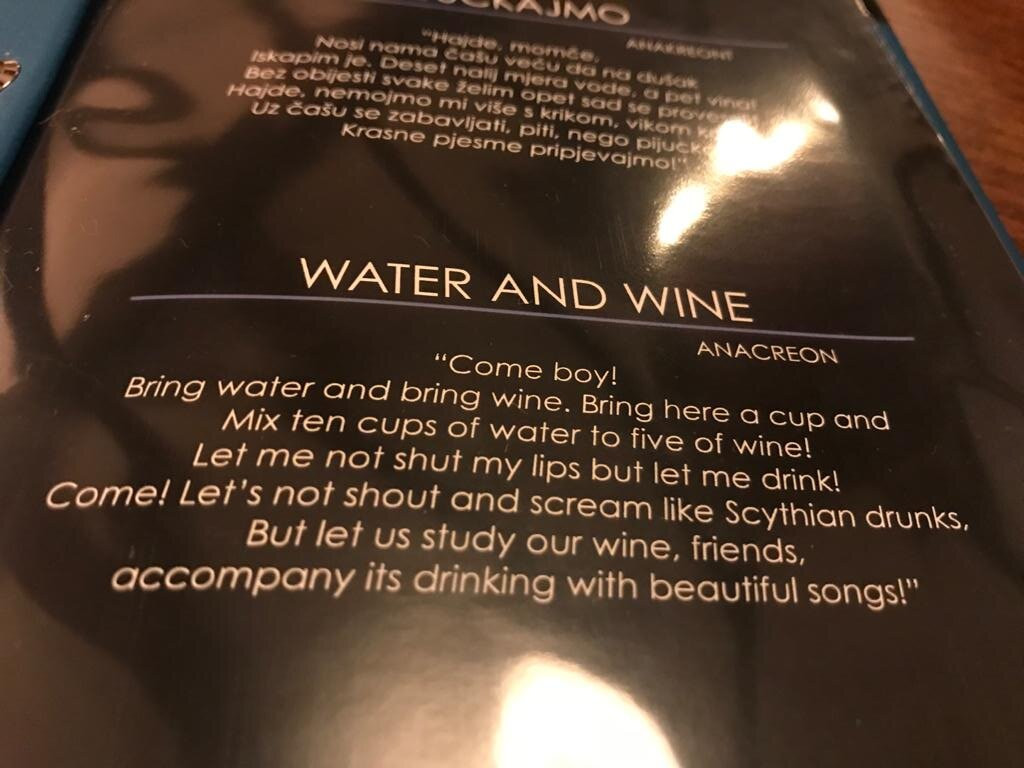 "Hajde, momče,
Nosi nama čašu veću da na dušak
Iskapim je. Deset nalij mjera vode, a pet vina!
Bez obijesti svake želim opet sad se
Hajde, nemojmo mi više s krikom, vikom
Uz čašu se zabavljati, piti, nego
Krasne pjesme pripjevajmo!"
WATER AND WINE
ANACREON
"Come boy!
Bring water and bring wine. Bring here a cup and
Mix ten cups of water to five of wine!
Let me not shut my lips but let me drink!
Come! Let's not shout and scream like Scythian drunks,
But let us study our wine, friends,
accompany its drinking with beautiful songs!"